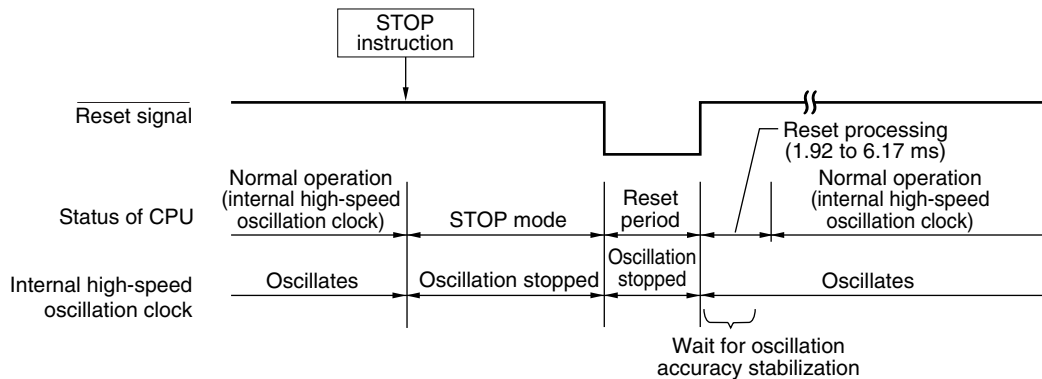 STOP
instruction
Reset signal
Reset processing
(1.92 to 6.17 ms)
Status of CPU
Normal operation
(internal high-speed
oscillation clock)
STOP mode
Reset
period
Normal operation
(internal high-speed
oscillation clock)
Internal high-speed
oscillation clock
Oscillates
Oscillation stopped
Oscillation
stopped
Oscillates
Wait for oscillation
accuracy stabilization